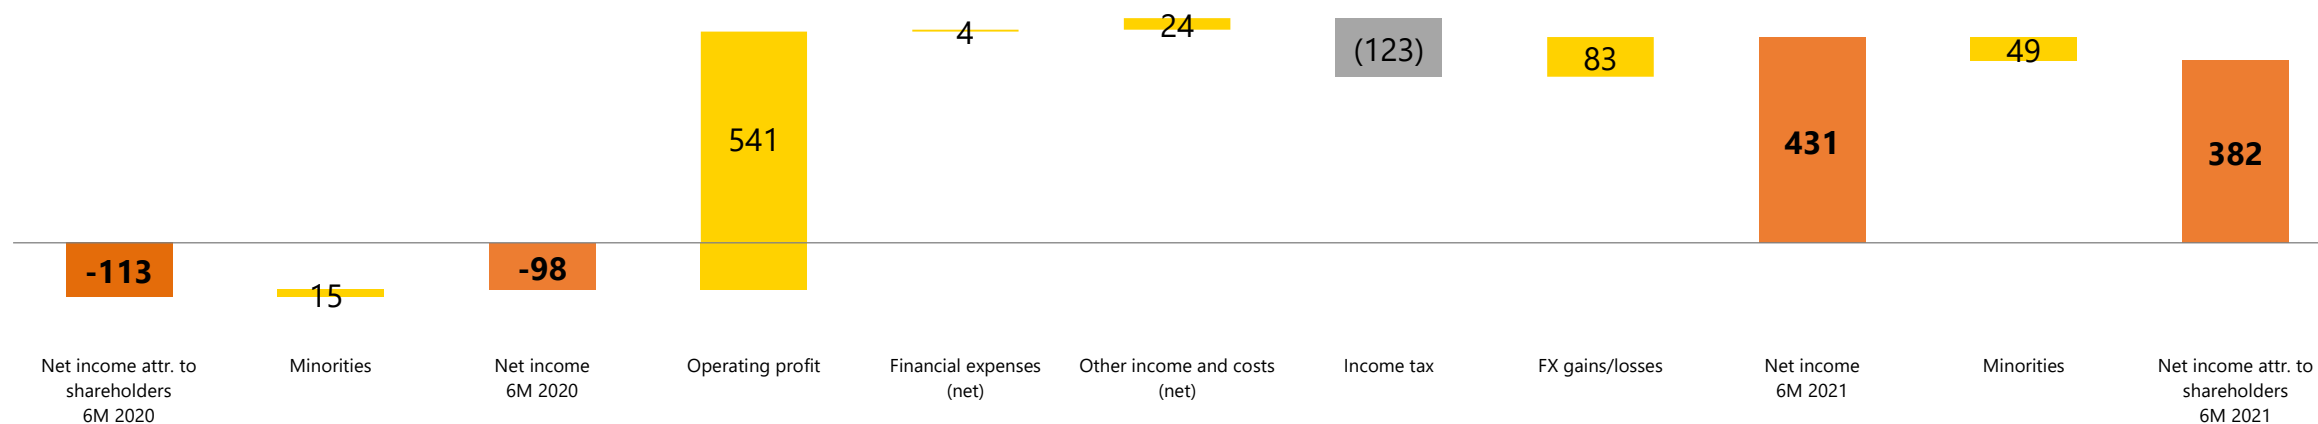 4
24
(123)
83
49
541
431
382
-113
-98
15
Net income attr. to
shareholders
6M 2020
Minorities
Net income
6M 2020
Operating profit
Financial expenses
(net)
Other income and costs
(net)
Income tax
FX gains/losses
Net income
6M 2021
Minorities
Net income attr. to
shareholders
6M 2021